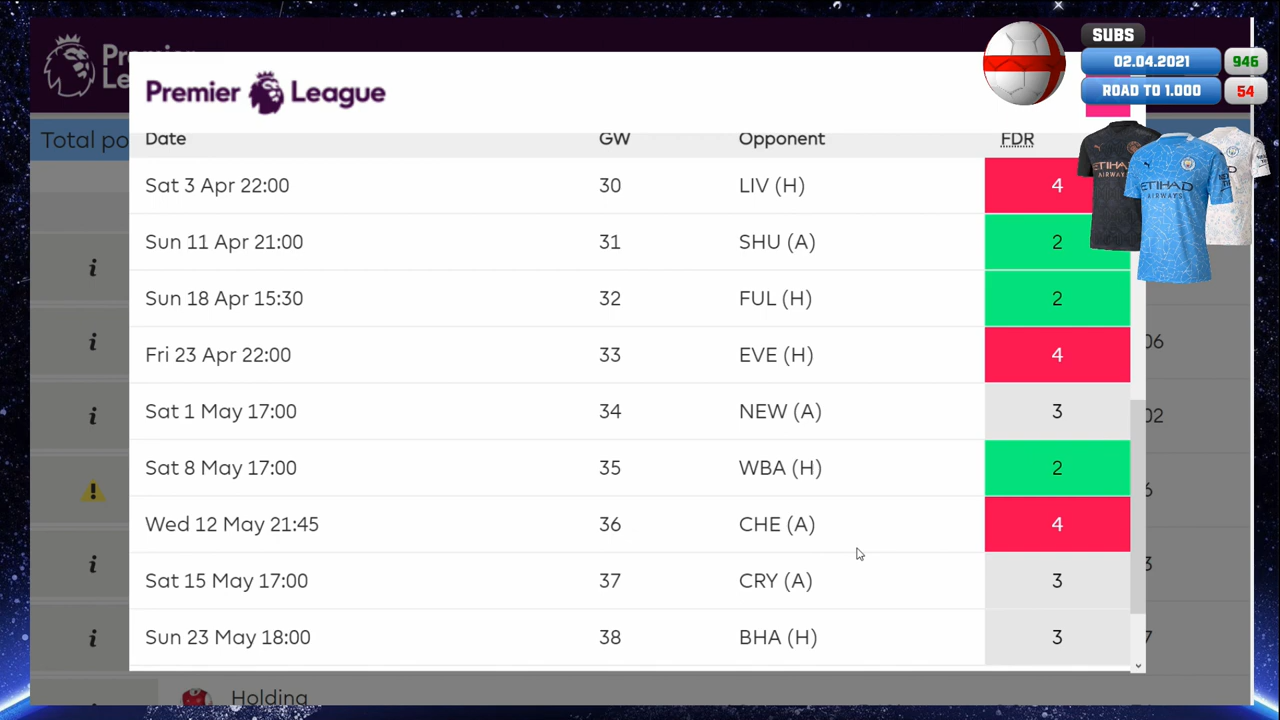 SUBS
02.04.2021 946
ROAD TO 1.000 54
Premier League
Total po
Date GW Opponent FDR
Sat 3 Apr 22:00 30 LIV (H) 4
Sun 11 Apr 21:00 31 SHU (A) 2
Sun 18 Apr 15:30 32 FUL (H) 2
Fri 23 Apr 22:00 33 EVE (H) 4
Sat 1 May 17:00 34 NEW (A) 3
Sat 8 May 17:00 35 WBA (H) 2
Wed 12 May 21:45 36 CHE (A) 4
Sat 15 May 17:00 37 CRY (A) 3
Sun 23 May 18:00 38 BHA (H) 3
Holding
ETIHAD
AIRWAYS